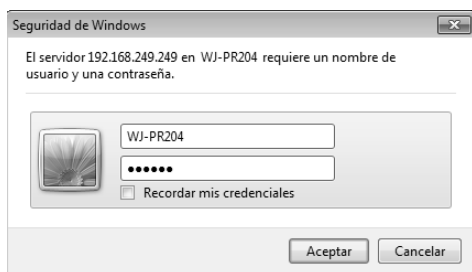 Seguridad de Windows
El servidor 192.168.249.249 en WJ-PR204 requiere un nombre de
usuario y una contraseña.
WJ-PR204
••••••
Recordar mis credenciales
Aceptar Cancelar